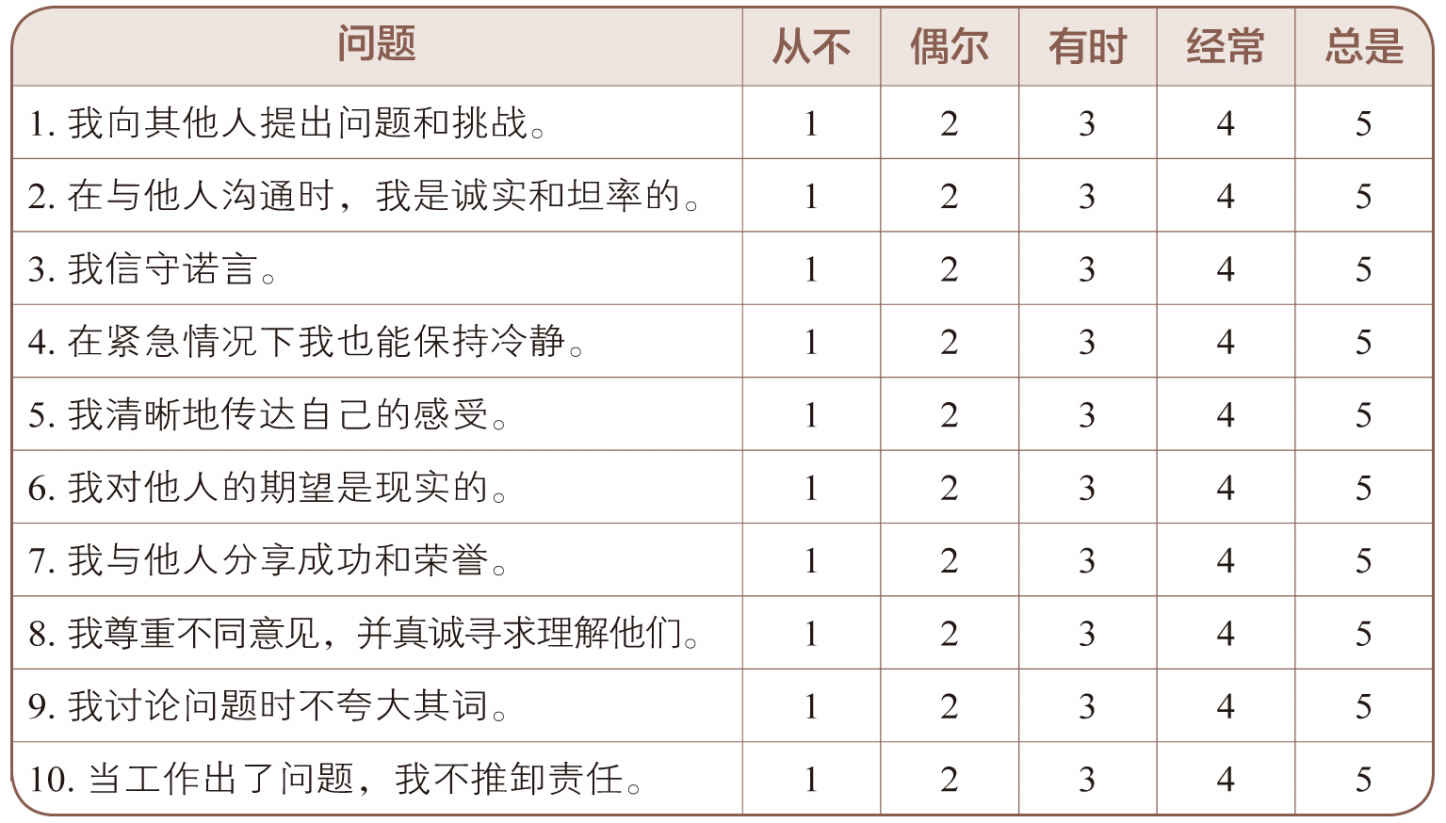 问题 从不 偶尔 有时 经常 总是
1. 我向其他人提出问题和挑战。 1 2 3 4 5
2. 在与他人沟通时，我是诚实和坦率的。 1 2 3 4 5
3. 我信守诺言。 1 2 3 4 5
4. 在紧急情况下我也能保持冷静。 1 2 3 4 5
5. 我清晰地传达自己的感受。 1 2 3 4 5
6. 我对他人的期望是现实的。 1 2 3 4 5
7. 我与他人分享成功和荣誉。 1 2 3 4 5
8. 我尊重不同意见，并真诚寻求理解他们。 1 2 3 4 5
9. 我讨论问题时不夸大其词。 1 2 3 4 5
10. 当工作出了问题，我不推卸责任。 1 2 3 4 5